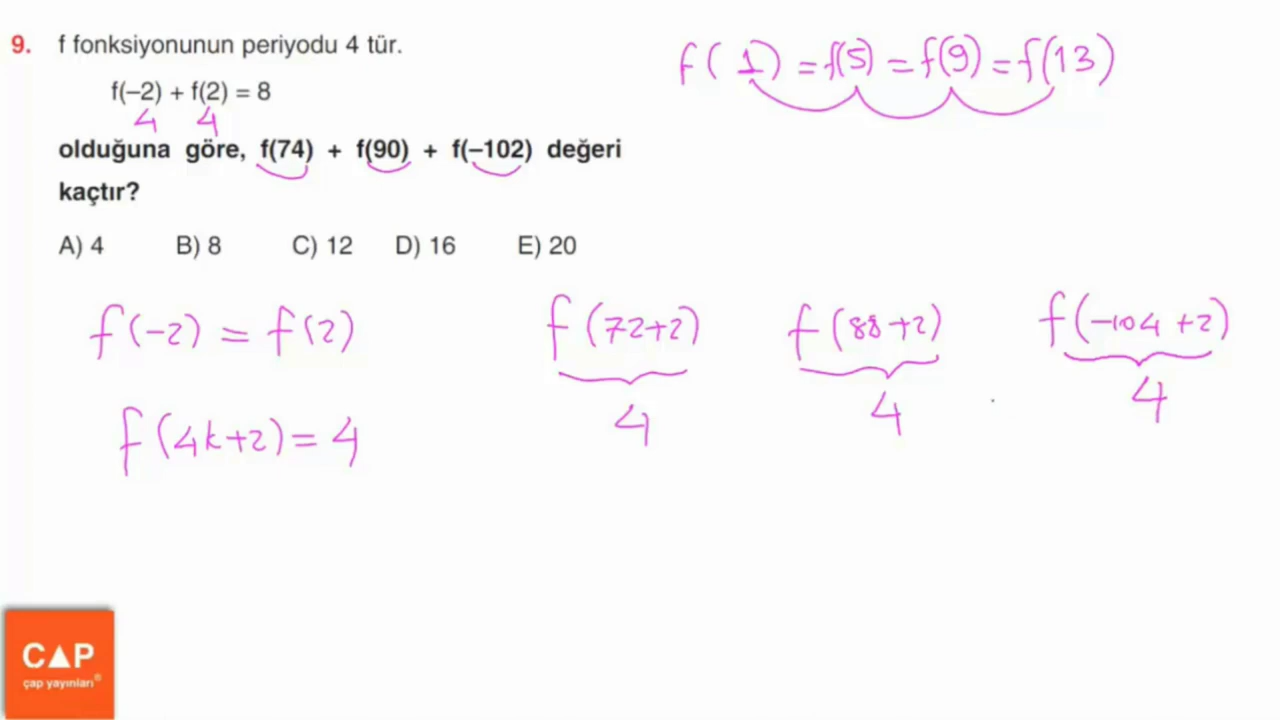 9. f fonksiyonunun periyodu 4 tür.
f(–2) + f(2) = 8
4 4
olduğuna göre, f(74) + f(90) + f(–102) değeri
kaçtır?
A) 4 B) 8 C) 12 D) 16 E) 20
f(1) = f(5) = f(9) = f(13)
f(-2) = f(2)
f(4k+2) = 4
f(72+2) f(88+2) f(-104+2)
4 4 4
CAP
çap yayınları®